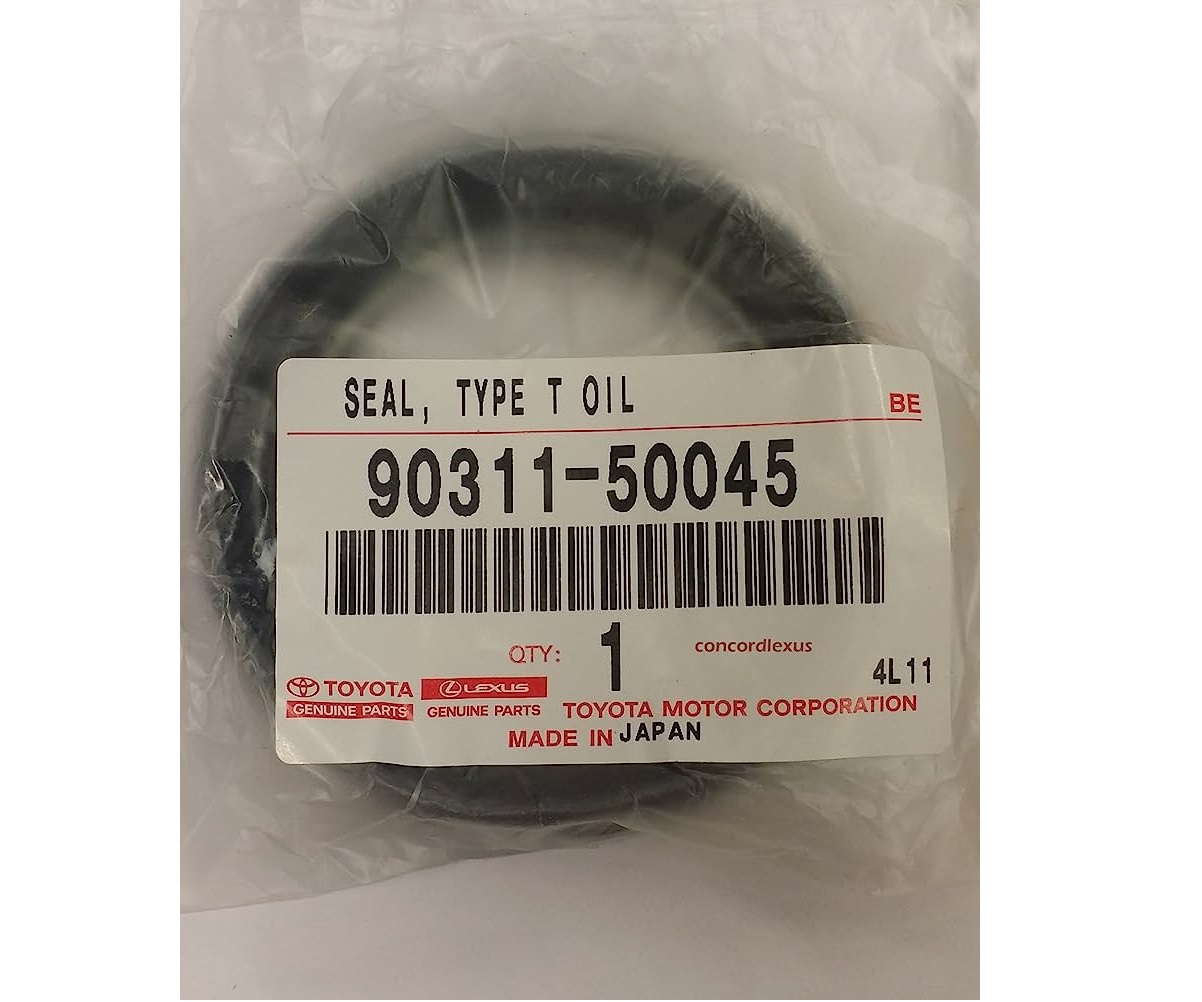 SEAL, TYPE T OIL BE
90311-50045
QTY: 1 concordlexus
4L11
TOYOTA LEXUS
GENUINE PARTS GENUINE PARTS TOYOTA MOTOR CORPORATION
MADE IN JAPAN